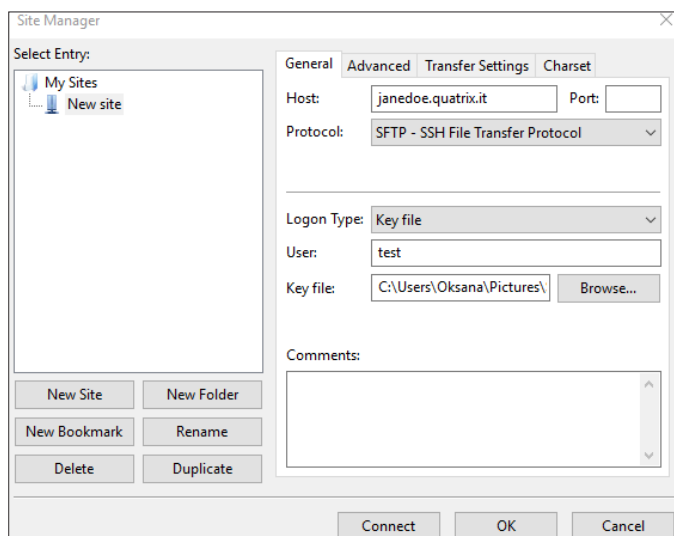 Site Manager
Select Entry:
My Sites
New site
New Site New Folder
New Bookmark Rename
Delete Duplicate
General Advanced Transfer Settings Charset
Host: janedoe.quatrix.it Port:
Protocol: SFTP - SSH File Transfer Protocol
Logon Type: Key file
User: test
Key file: C:\Users\Oksana\Pictures\ Browse...
Comments:
Connect OK Cancel